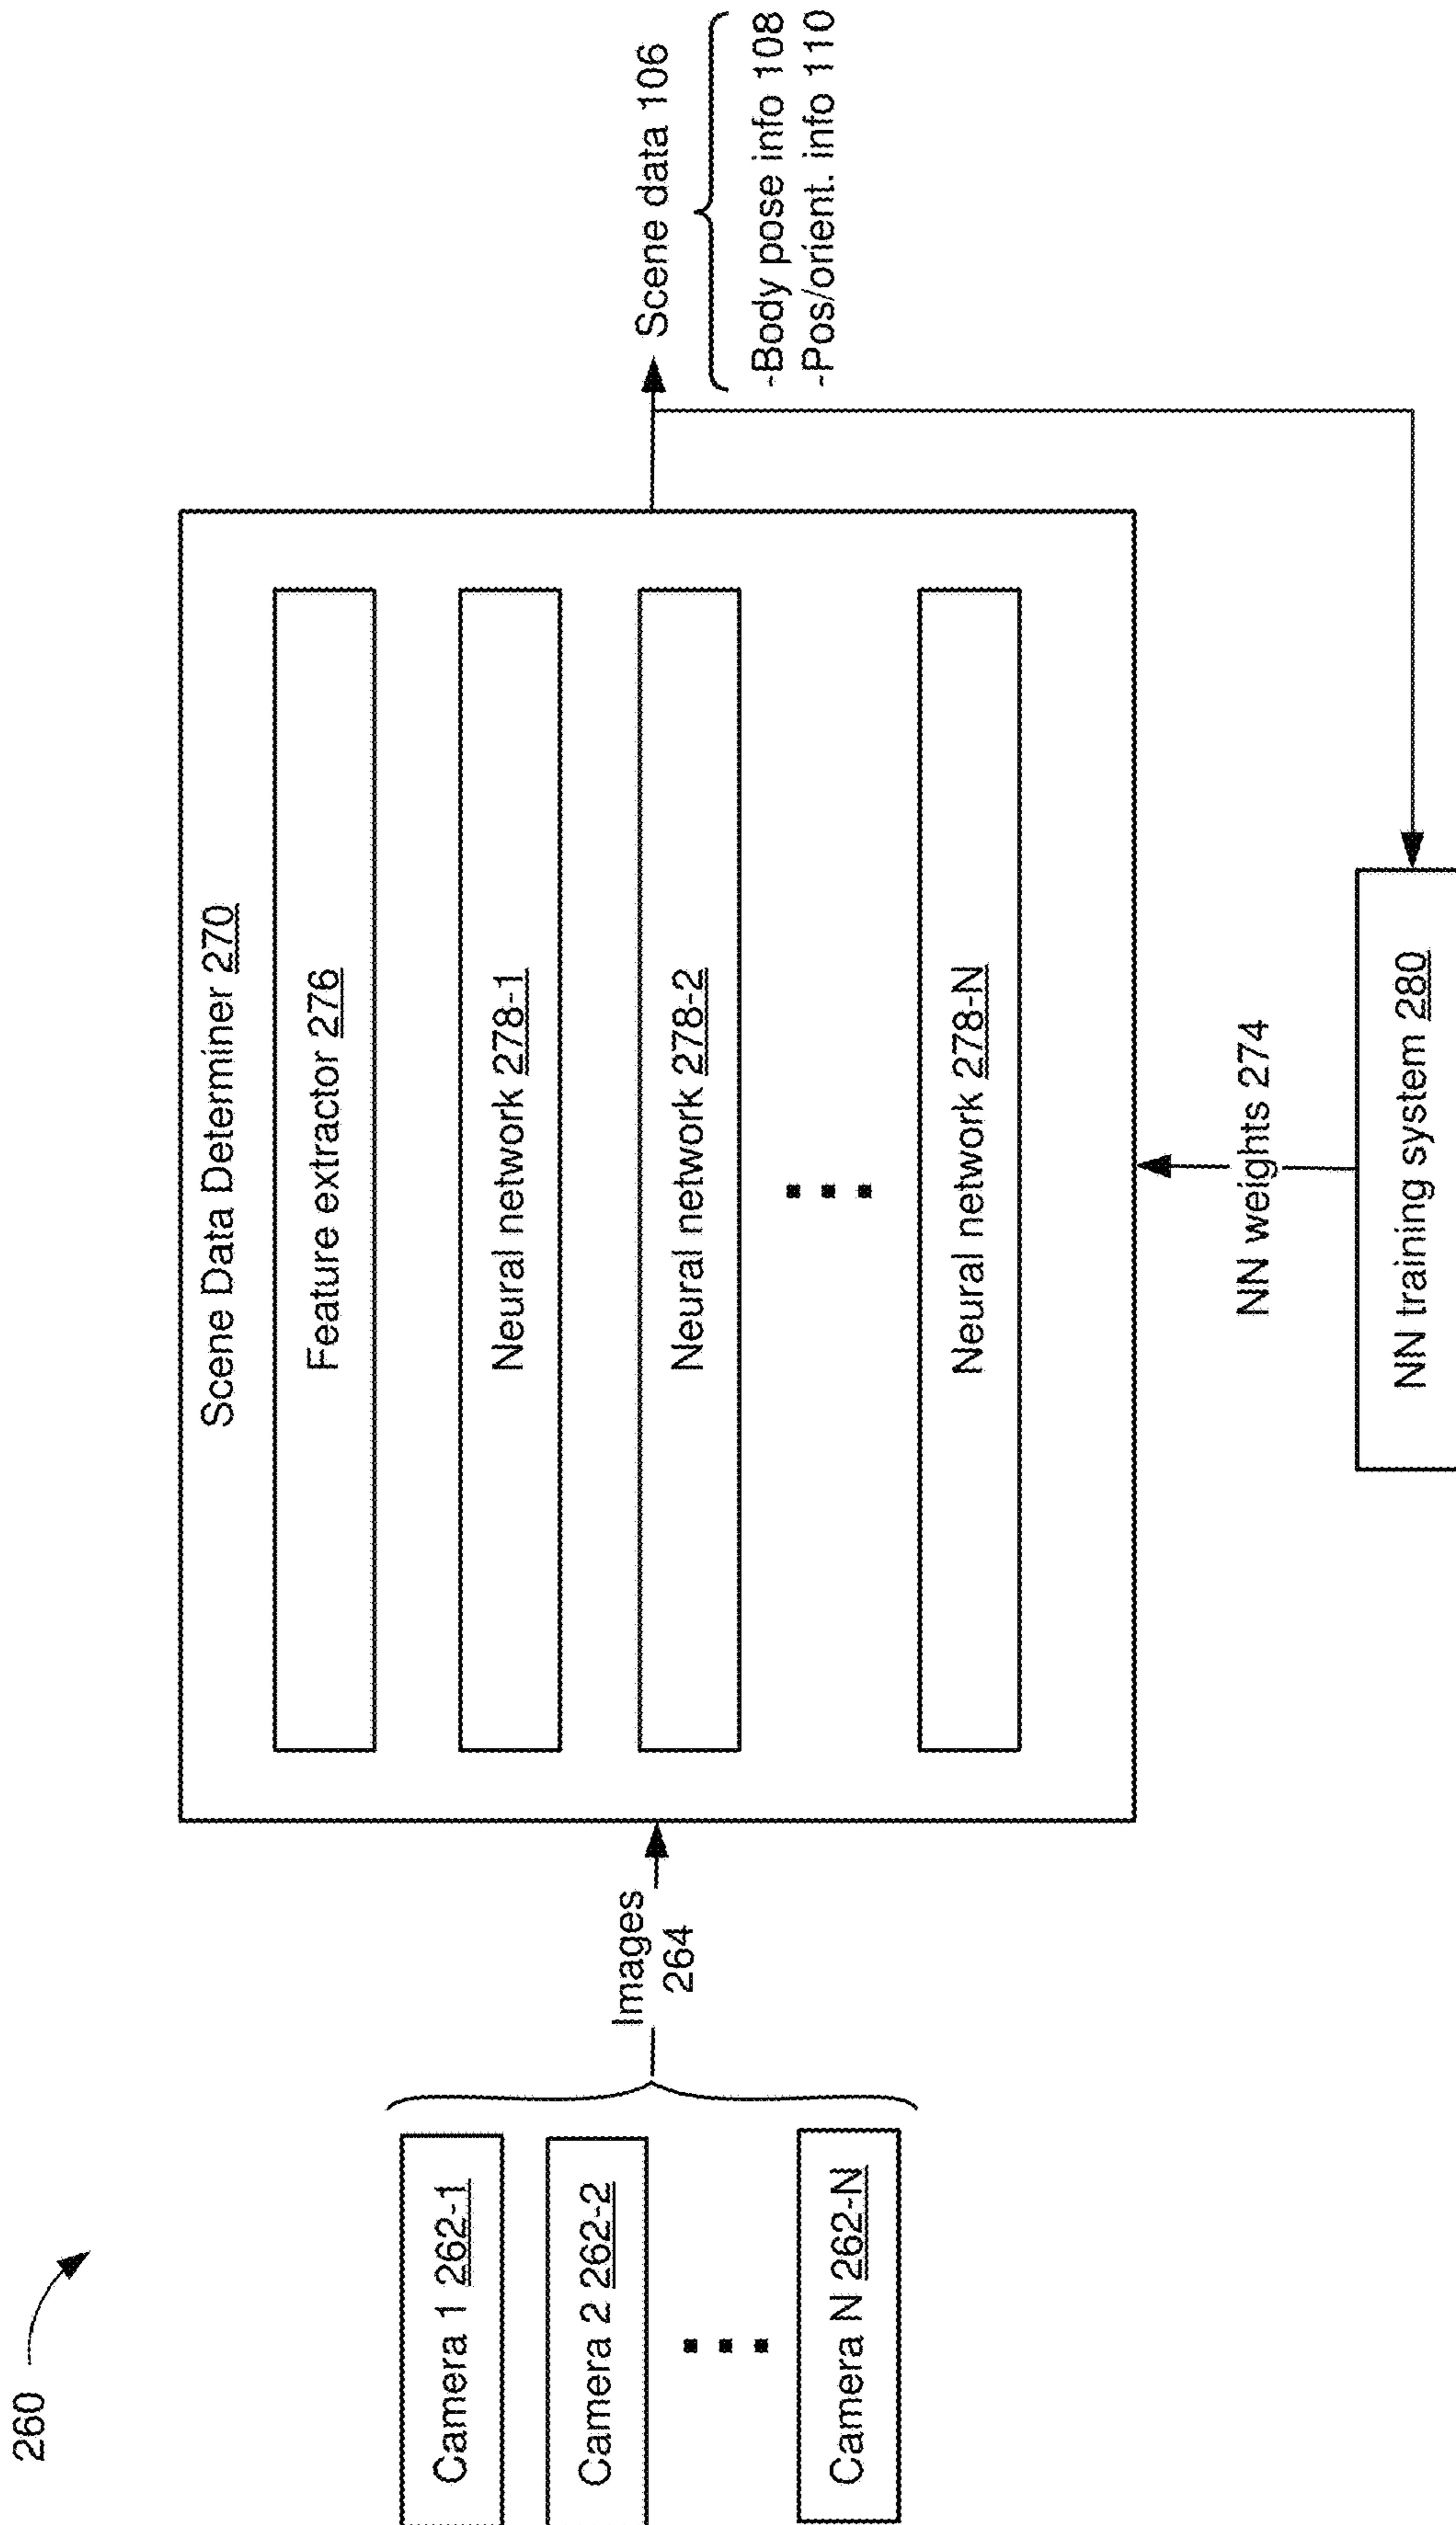 260
Camera 1 262-1
Camera 2 262-2
Camera N 262-N
Images
264
Scene Data Determiner 270
Feature extractor 276
Neural network 278-1
Neural network 278-2
Neural network 278-N
NN weights 274
NN training system 280
Scene data 106
-Body pose info 108
-Pos/orient. info 110